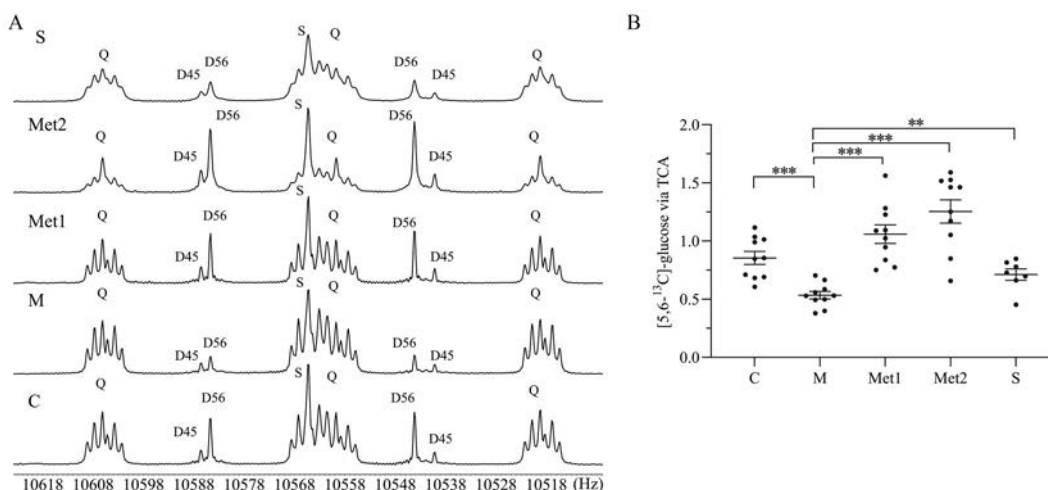 A
S
Q
D45
D56
S
Q
D56
D45
Q
Met2
Q
D45
D56
S
Q
D56
D45
Q
Met1
Q
D45
D56
S
Q
D56
D45
Q
M
Q
D45
D56
S
Q
D56
D45
Q
C
Q
D45
D56
S
Q
D56
D45
Q
10618 10608 10598 10588 10578 10568 10558 10548 10538 10528 10518 (Hz)
B
[5,6-¹³C]-glucose via TCA
2.0
1.5
1.0
0.5
0.0
**
***
***
***
C M Met1 Met2 S